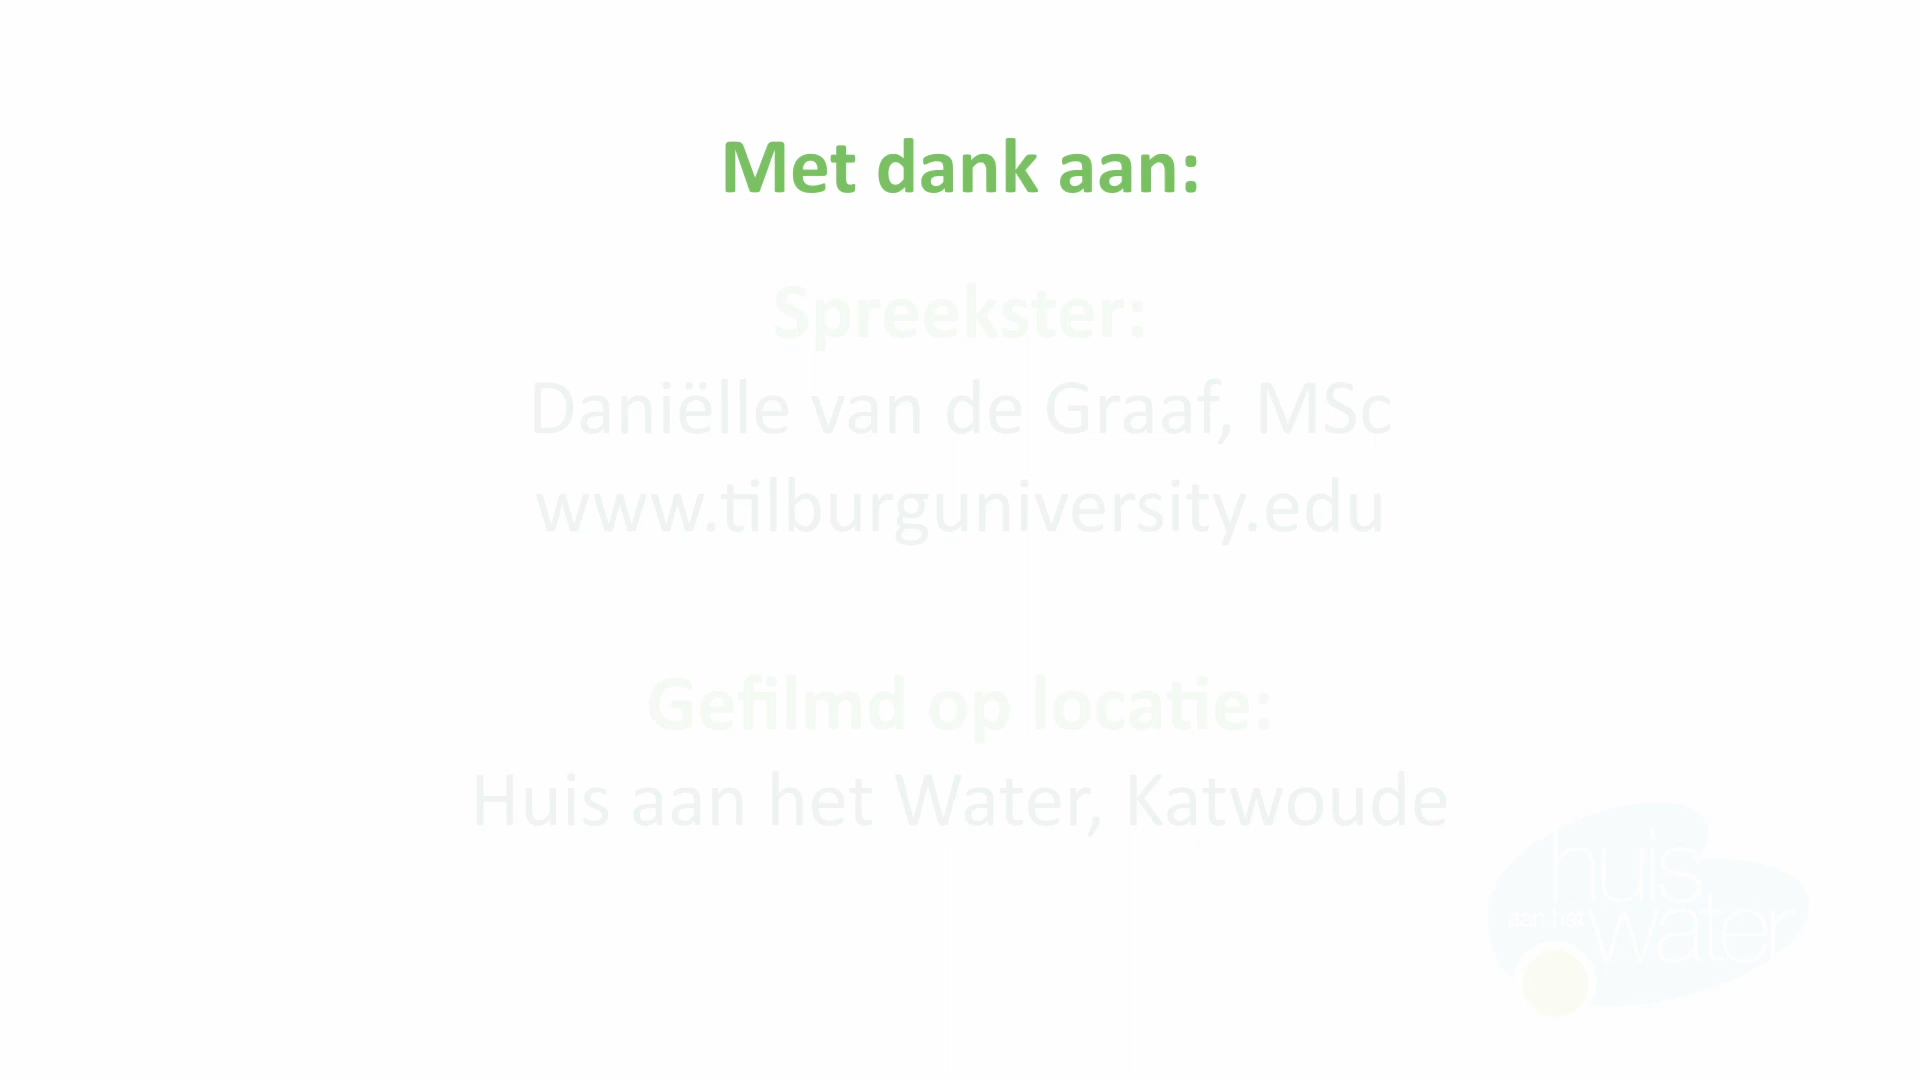 Met dank aan:
Spreekster:
Daniëlle van de Graaf, MSc
www.tilburguniversity.edu
Gefilmd op locatie:
Huis aan het Water, Katwoude
huis
aan het water